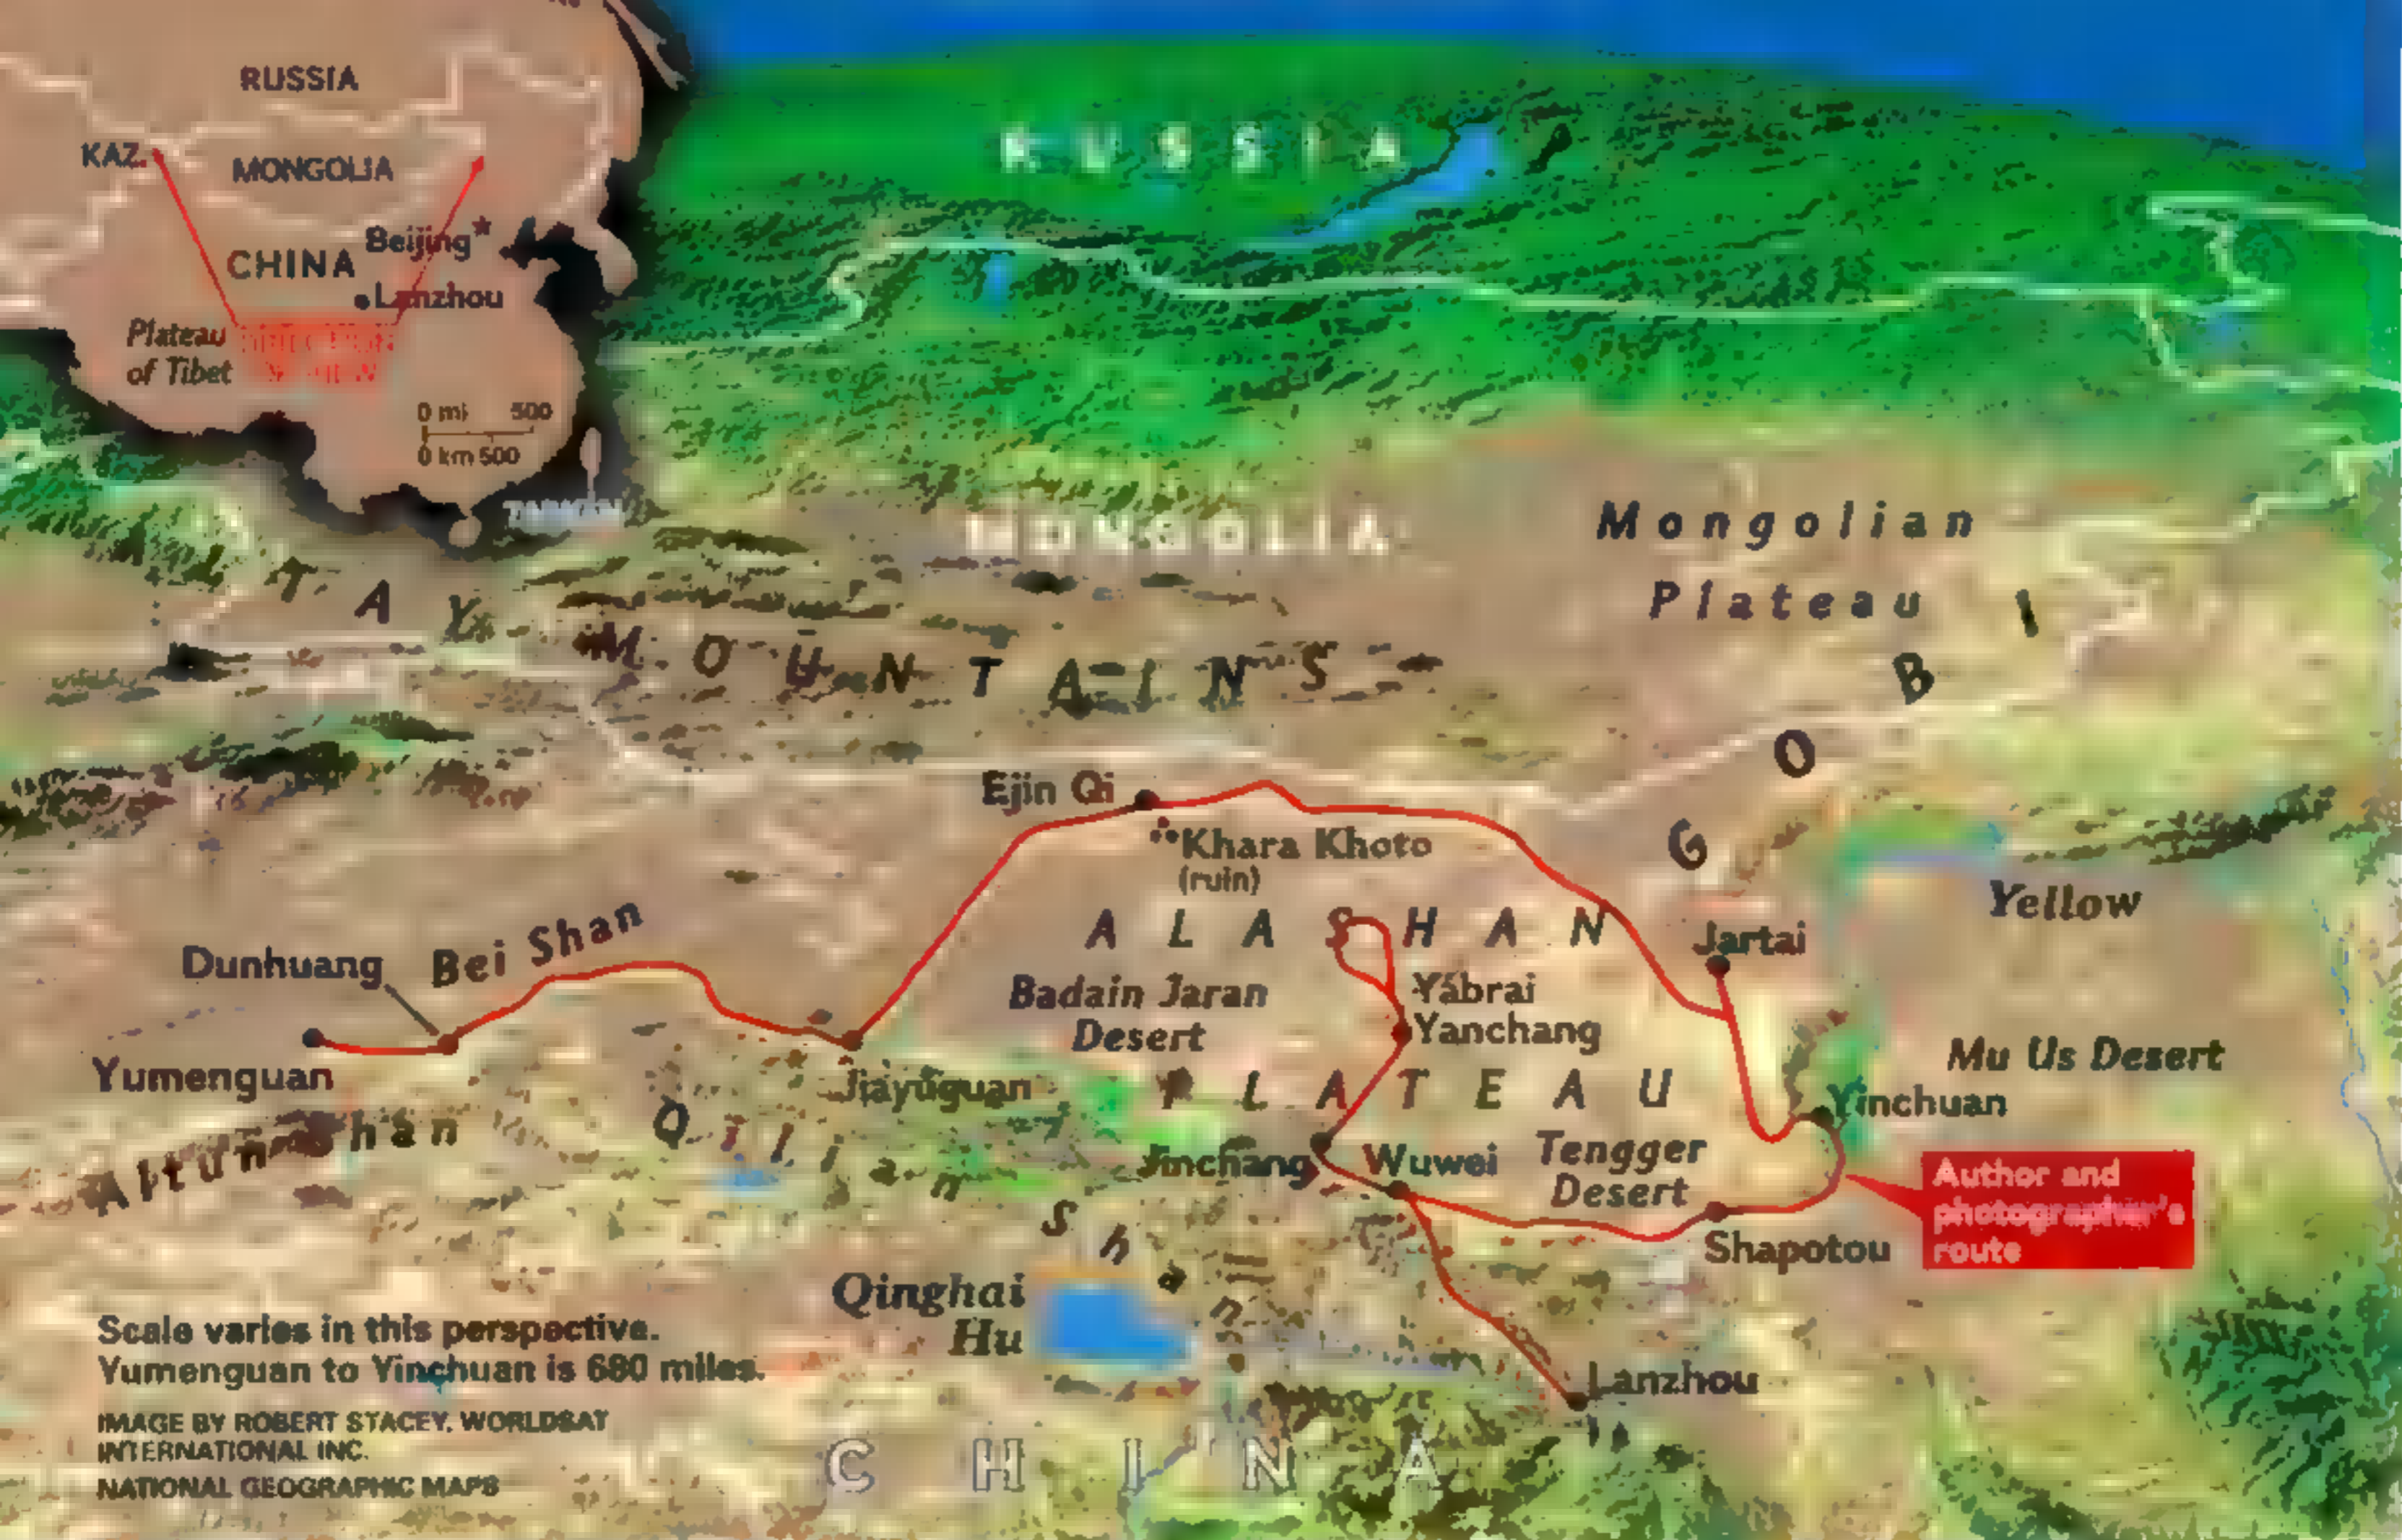 RUSSIA
KAZ.
MONGOLIA
Beijing
CHINA
Lanzhou
Plateau
of Tibet
0 mi 500
0 km 500
TAIWAN
RUSSIA
MONGOLIA
Mongolian
Plateau
ALTAY MOUNTAINS
GOBI
Ejin Qi
Khara Khoto
(ruin)
ALASHAN
PLATEAU
Jartai
Yellow
Dunhuang
Bei Shan
Badain Jaran
Desert
Yabrai
Yanchang
Yumenguan
Jiayuguan
Mu Us Desert
Yinchuan
Altun Shan
Qilian Shan
Jinchang
Wuwei
Tengger
Desert
Author and
photographer's
route
Shapotou
Qinghai
Hu
Lanzhou
Scale varies in this perspective.
Yumenguan to Yinchuan is 680 miles.
IMAGE BY ROBERT STACEY, WORLDSAT
INTERNATIONAL INC.
NATIONAL GEOGRAPHIC MAPS
CHINA